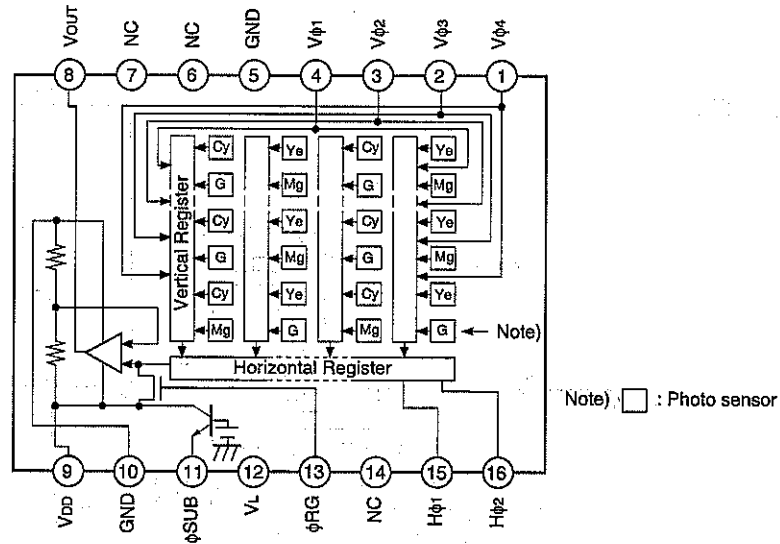 VOUT NC NC GND Vϕ1 Vϕ2 Vϕ3 Vϕ4
8 7 6 5 4 3 2 1
Vertical Register
Cy Ye Cy Ye
G Mg G Mg
Cy Ye Cy Ye
G Mg G Mg
Cy Ye Cy Ye
Mg G Mg G
Note)
Horizontal Register
Note) : Photo sensor
9 10 11 12 13 14 15 16
VDD GND ϕSUB VL ϕRG NC Hϕ1 Hϕ2